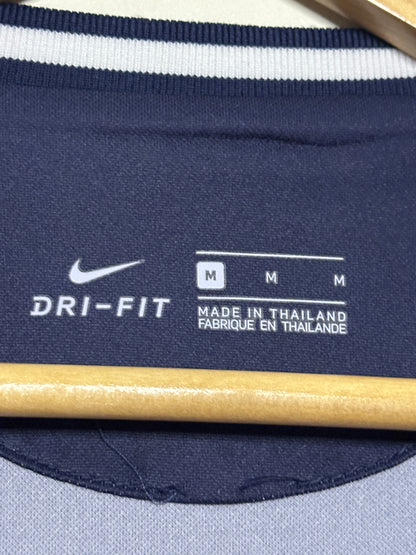 M M M
DRI-FIT
MADE IN THAILAND
FABRIQUE EN THAILANDE